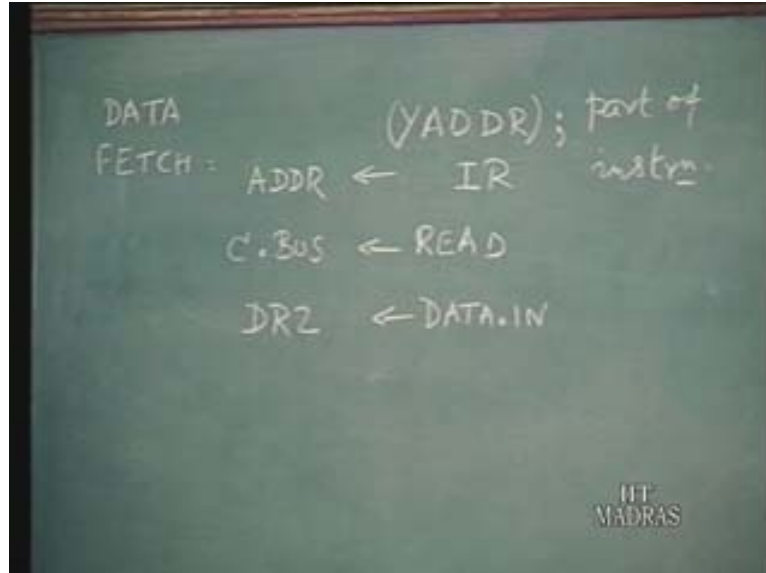 DATA
(YADDR); part of
FETCH: ADDR ← IR instrn.
C.BUS ← READ
DR2 ← DATA.IN
IIT
MADRAS